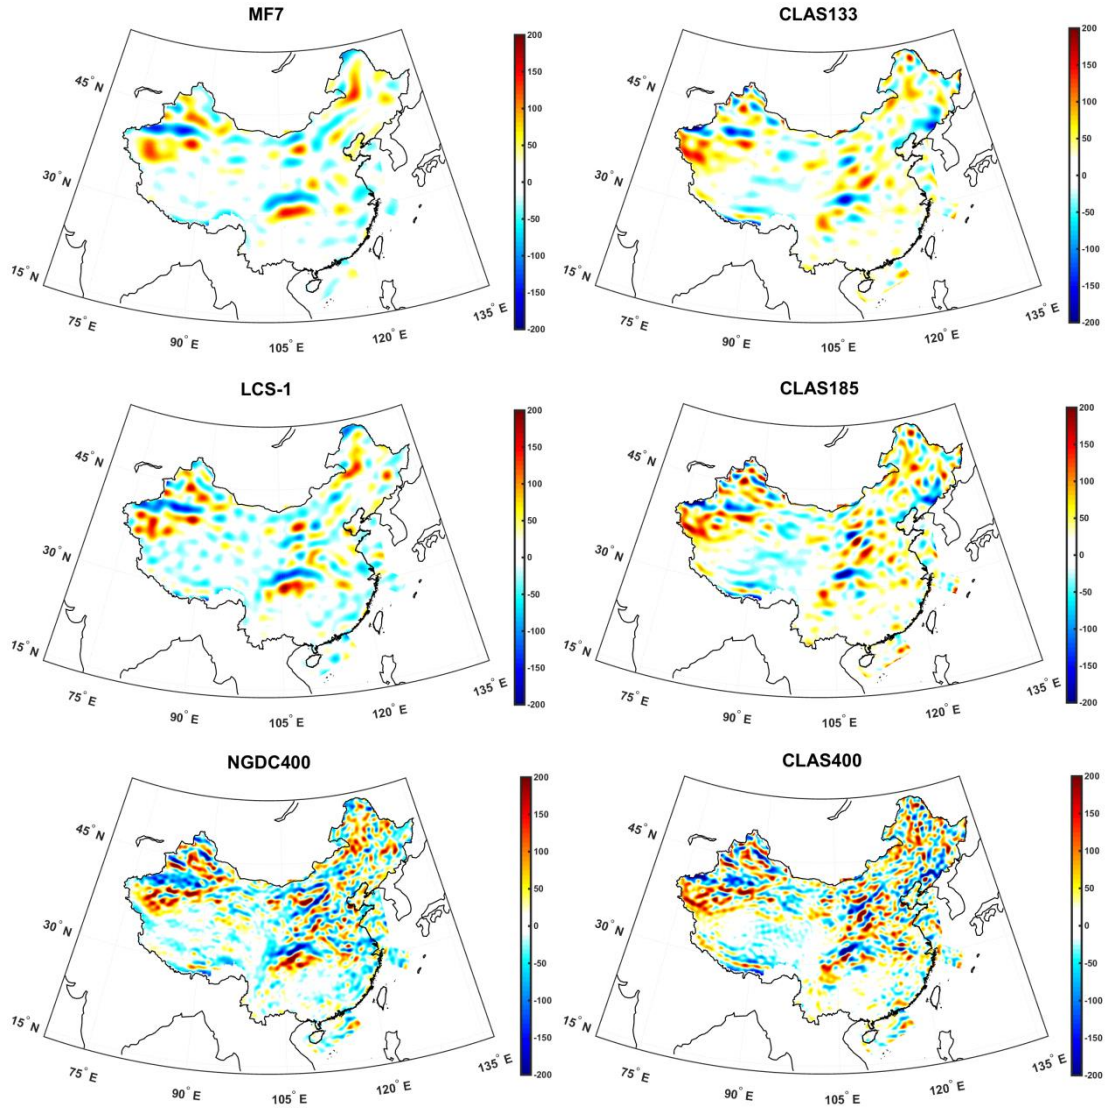 MF7
200
150
100
50
0
-50
-100
-150
-200
45° N
30° N
15° N
75° E
90° E
105° E
120° E
135° E
CLAS133
200
150
100
50
0
-50
-100
-150
-200
45° N
30° N
15° N
75° E
90° E
105° E
120° E
135° E
LCS-1
200
150
100
50
0
-50
-100
-150
-200
45° N
30° N
15° N
75° E
90° E
105° E
120° E
135° E
CLAS185
200
150
100
50
0
-50
-100
-150
-200
45° N
30° N
15° N
75° E
90° E
105° E
120° E
135° E
NGDC400
200
150
100
50
0
-50
-100
-150
-200
45° N
30° N
15° N
75° E
90° E
105° E
120° E
135° E
CLAS400
200
150
100
50
0
-50
-100
-150
-200
45° N
30° N
15° N
75° E
90° E
105° E
120° E
135° E